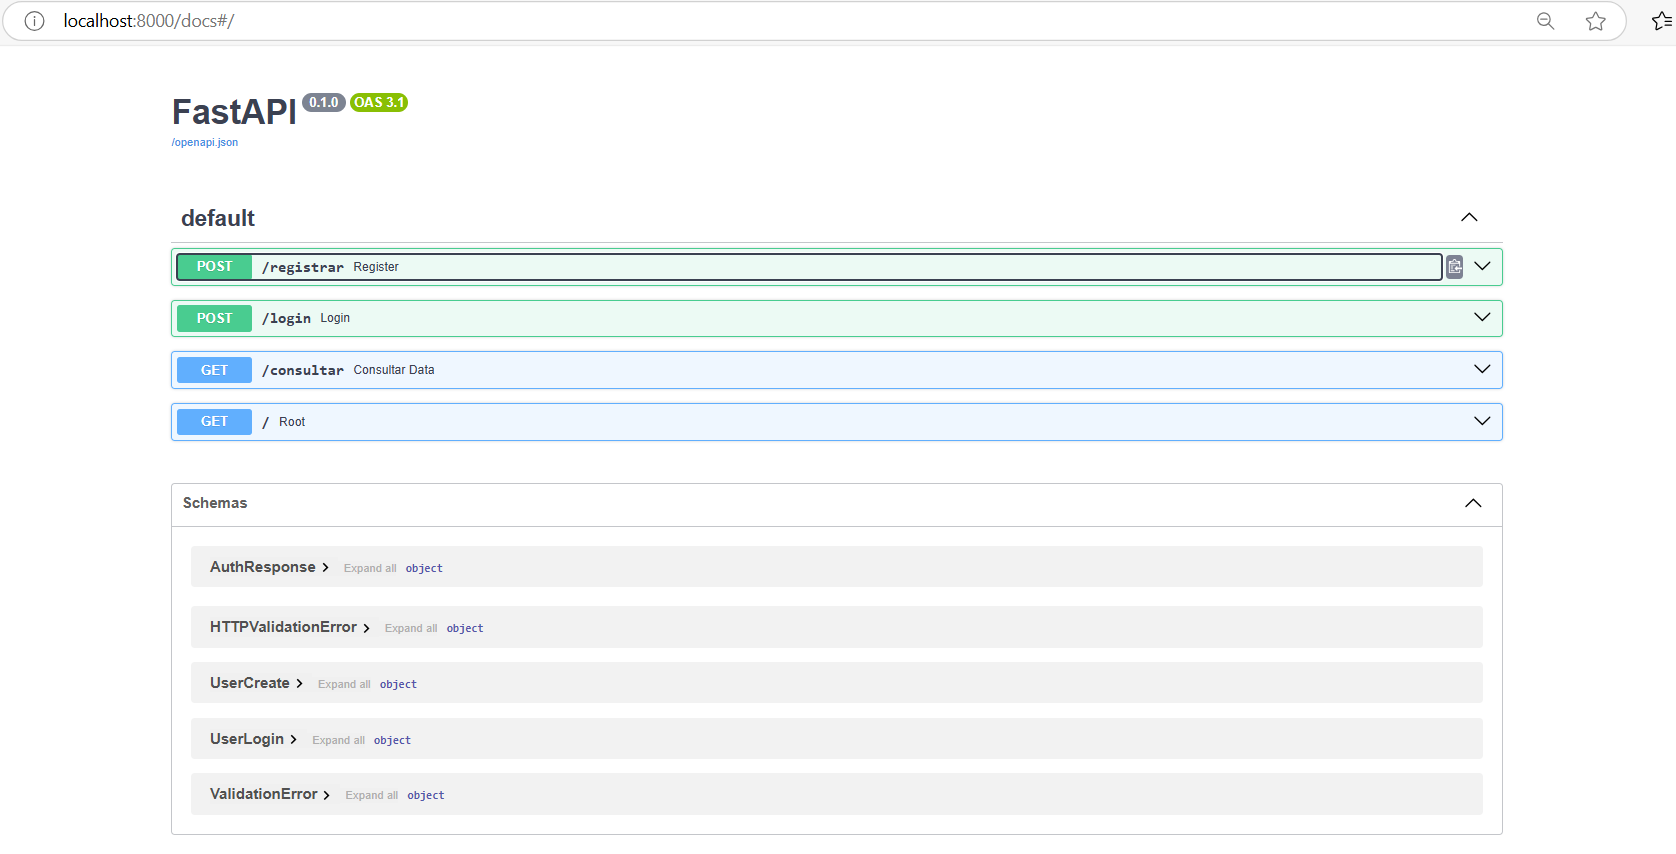 localhost:8000/docs#/
FastAPI 0.1.0 OAS 3.1
/openapi.json
default
POST /registrar Register
POST /login Login
GET /consultar Consultar Data
GET / Root
Schemas
AuthResponse Expand all object
HTTPValidationError Expand all object
UserCreate Expand all object
UserLogin Expand all object
ValidationError Expand all object